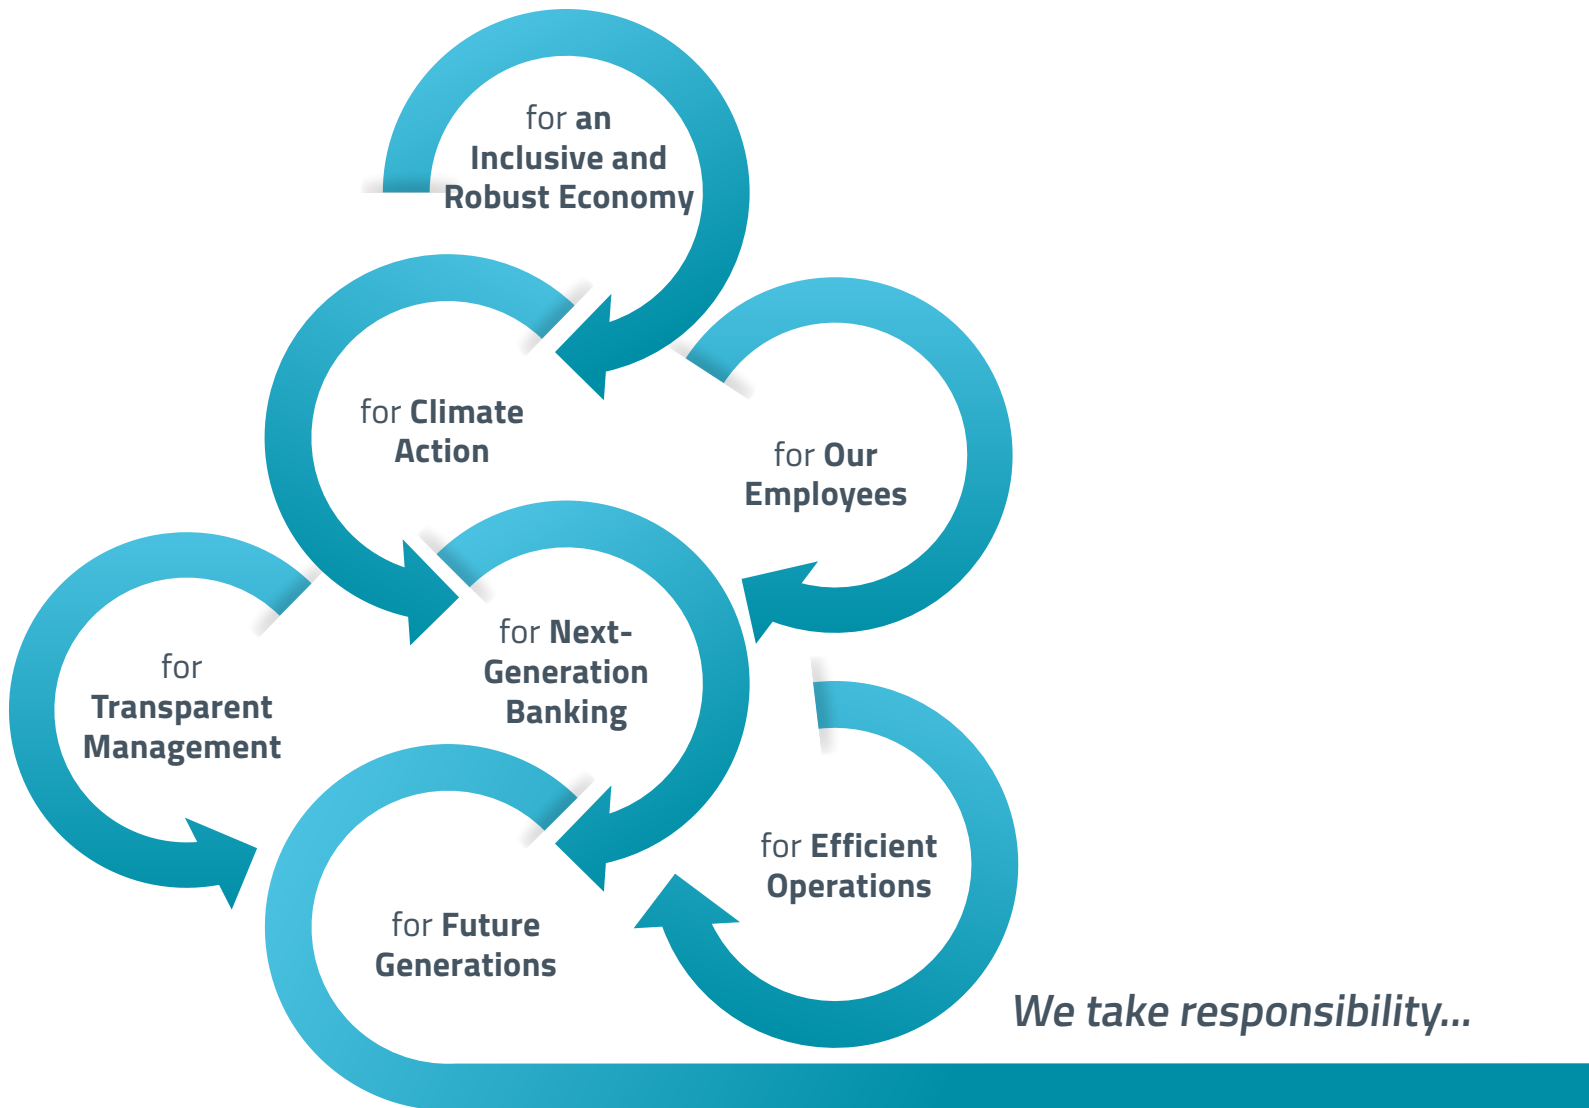 for an
Inclusive and
Robust Economy
for Climate
Action
for Our
Employees
for Next-
Generation
Banking
for
Transparent
Management
for Efficient
Operations
for Future
Generations
We take responsibility...